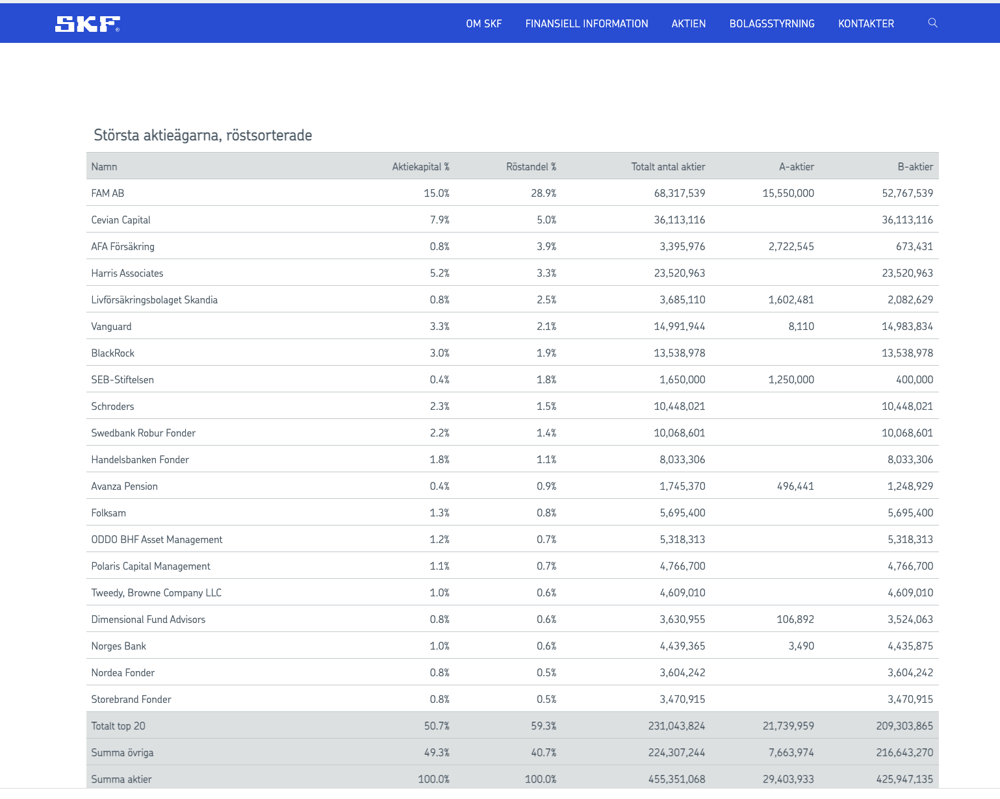 SKF®
OM SKF FINANSIELL INFORMATION AKTIEN BOLAGSSTYRNING KONTAKTER
Största aktieägarna, röstsorterade
Namn Aktiekapital % Röstandel % Totalt antal aktier A-aktier B-aktier
FAM AB 15.0% 28.9% 68,317,539 15,550,000 52,767,539
Cevian Capital 7.9% 5.0% 36,113,116 36,113,116
AFA Försäkring 0.8% 3.9% 3,395,976 2,722,545 673,431
Harris Associates 5.2% 3.3% 23,520,963 23,520,963
Livförsäkringsbolaget Skandia 0.8% 2.5% 3,685,110 1,602,481 2,082,629
Vanguard 3.3% 2.1% 14,991,944 8,110 14,983,834
BlackRock 3.0% 1.9% 13,538,978 13,538,978
SEB-Stiftelsen 0.4% 1.8% 1,650,000 1,250,000 400,000
Schroders 2.3% 1.5% 10,448,021 10,448,021
Swedbank Robur Fonder 2.2% 1.4% 10,068,601 10,068,601
Handelsbanken Fonder 1.8% 1.1% 8,033,306 8,033,306
Avanza Pension 0.4% 0.9% 1,745,370 496,441 1,248,929
Folksam 1.3% 0.8% 5,695,400 5,695,400
ODDO BHF Asset Management 1.2% 0.7% 5,318,313 5,318,313
Polaris Capital Management 1.1% 0.7% 4,766,700 4,766,700
Tweedy, Browne Company LLC 1.0% 0.6% 4,609,010 4,609,010
Dimensional Fund Advisors 0.8% 0.6% 3,630,955 106,892 3,524,063
Norges Bank 1.0% 0.6% 4,439,365 3,490 4,435,875
Nordea Fonder 0.8% 0.5% 3,604,242 3,604,242
Storebrand Fonder 0.8% 0.5% 3,470,915 3,470,915
Totalt top 20 50.7% 59.3% 231,043,824 21,739,959 209,303,865
Summa övriga 49.3% 40.7% 224,307,244 7,663,974 216,643,270
Summa aktier 100.0% 100.0% 455,351,068 29,403,933 425,947,135